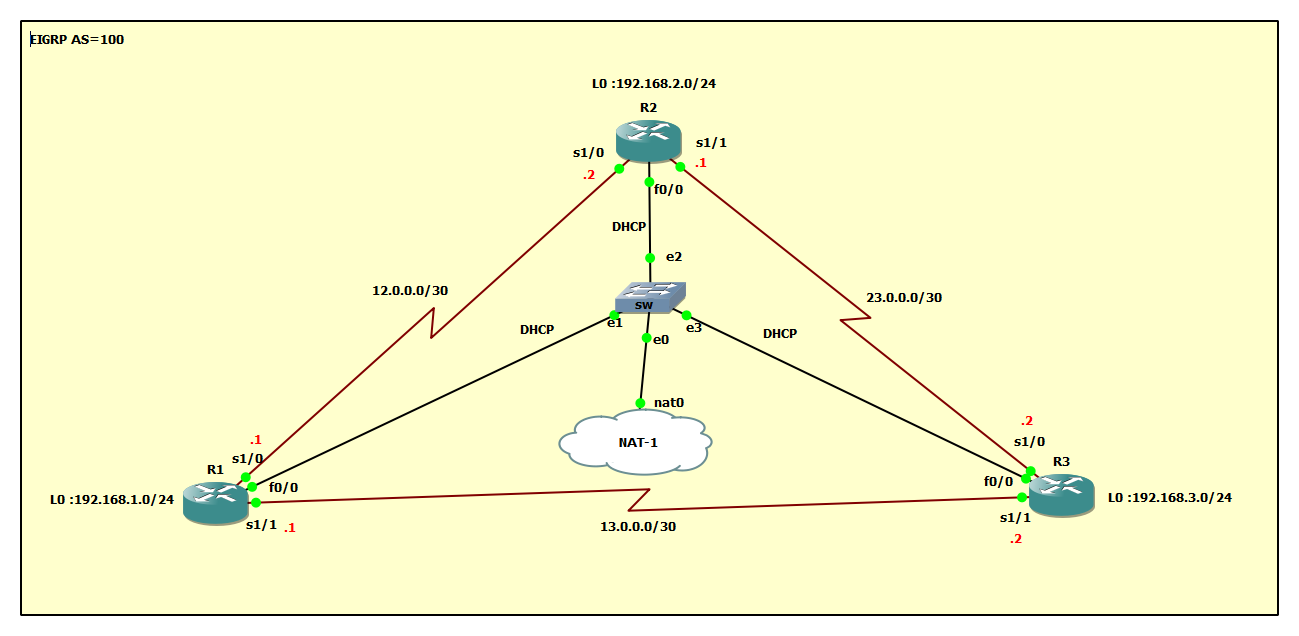 EIGRP AS=100
L0 :192.168.2.0/24
R2
s1/0
s1/1
.2
.1
f0/0
DHCP
e2
12.0.0.0/30
23.0.0.0/30
SW
e1
e3
DHCP
DHCP
e0
nat0
NAT-1
.1
.2
s1/0
s1/0
R1
R3
f0/0
f0/0
L0 :192.168.1.0/24
L0 :192.168.3.0/24
s1/1
.1
13.0.0.0/30
s1/1
.2